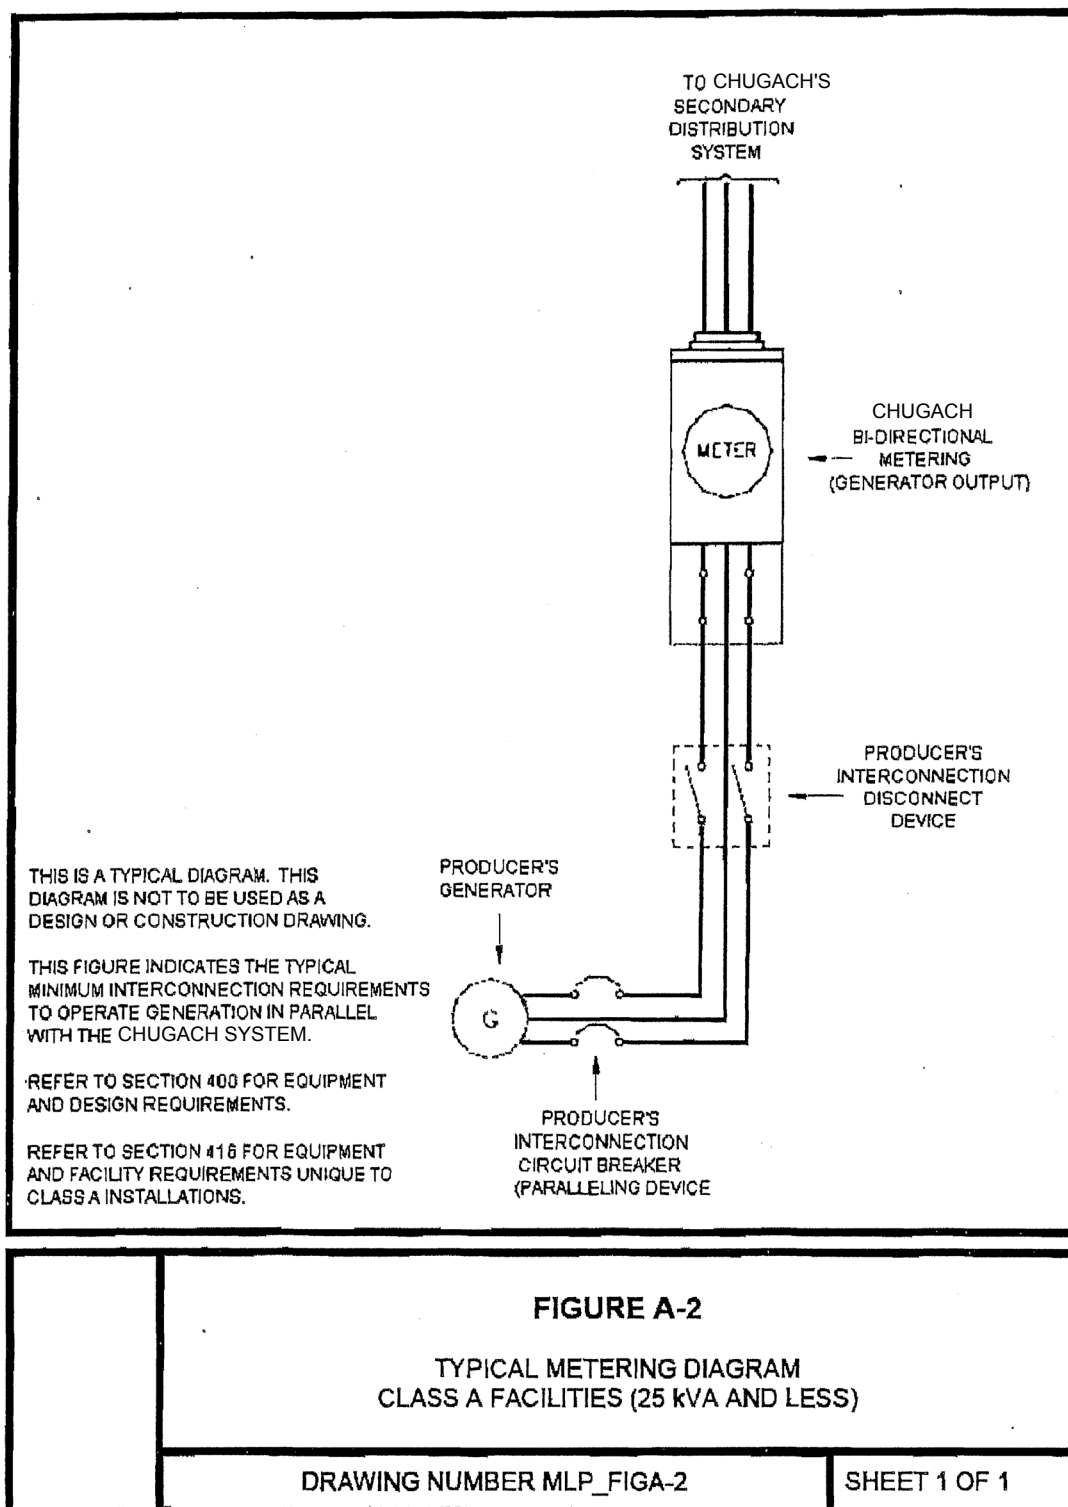 TO CHUGACH'S
SECONDARY
DISTRIBUTION
SYSTEM
METER
CHUGACH
BI-DIRECTIONAL
METERING
(GENERATOR OUTPUT)
PRODUCER'S
INTERCONNECTION
DISCONNECT
DEVICE
PRODUCER'S
GENERATOR
G
PRODUCER'S
INTERCONNECTION
CIRCUIT BREAKER
(PARALLELING DEVICE
THIS IS A TYPICAL DIAGRAM. THIS
DIAGRAM IS NOT TO BE USED AS A
DESIGN OR CONSTRUCTION DRAWING.
THIS FIGURE INDICATES THE TYPICAL
MINIMUM INTERCONNECTION REQUIREMENTS
TO OPERATE GENERATION IN PARALLEL
WITH THE CHUGACH SYSTEM.
REFER TO SECTION 400 FOR EQUIPMENT
AND DESIGN REQUIREMENTS.
REFER TO SECTION 416 FOR EQUIPMENT
AND FACILITY REQUIREMENTS UNIQUE TO
CLASS A INSTALLATIONS.
FIGURE A-2
TYPICAL METERING DIAGRAM
CLASS A FACILITIES (25 kVA AND LESS)
DRAWING NUMBER MLP_FIGA-2
SHEET 1 OF 1